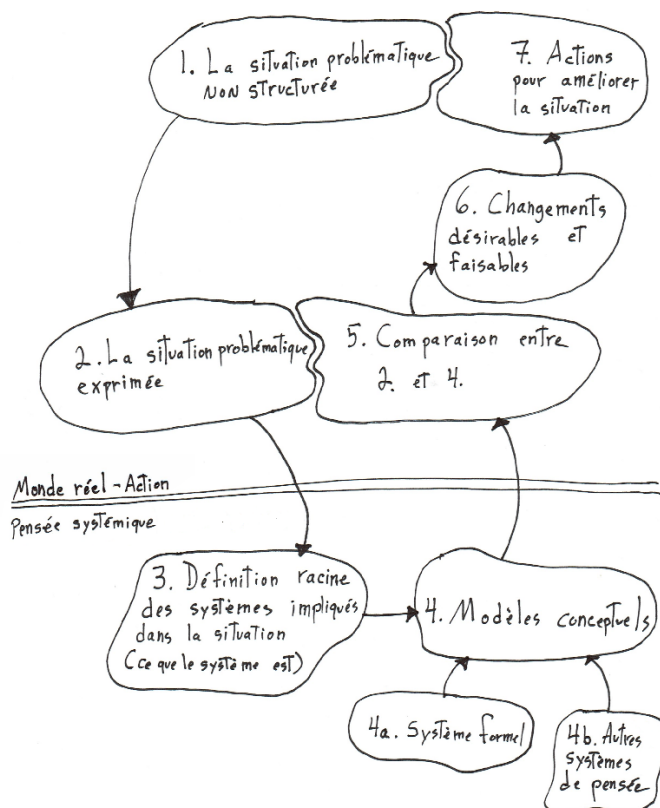 1. La situation problématique
non structurée
7. Actions
pour améliorer
la situation
6. Changements
désirables et
faisables
2. La situation problématique
exprimée
5. Comparaison entre
2. et 4.
Monde réel - Action
Pensée systémique
3. Définition racine
des systèmes impliqués
dans la situation
(ce que le système est)
4. Modèles conceptuels
4a. Système formel
4b. Autres
systèmes
de pensée